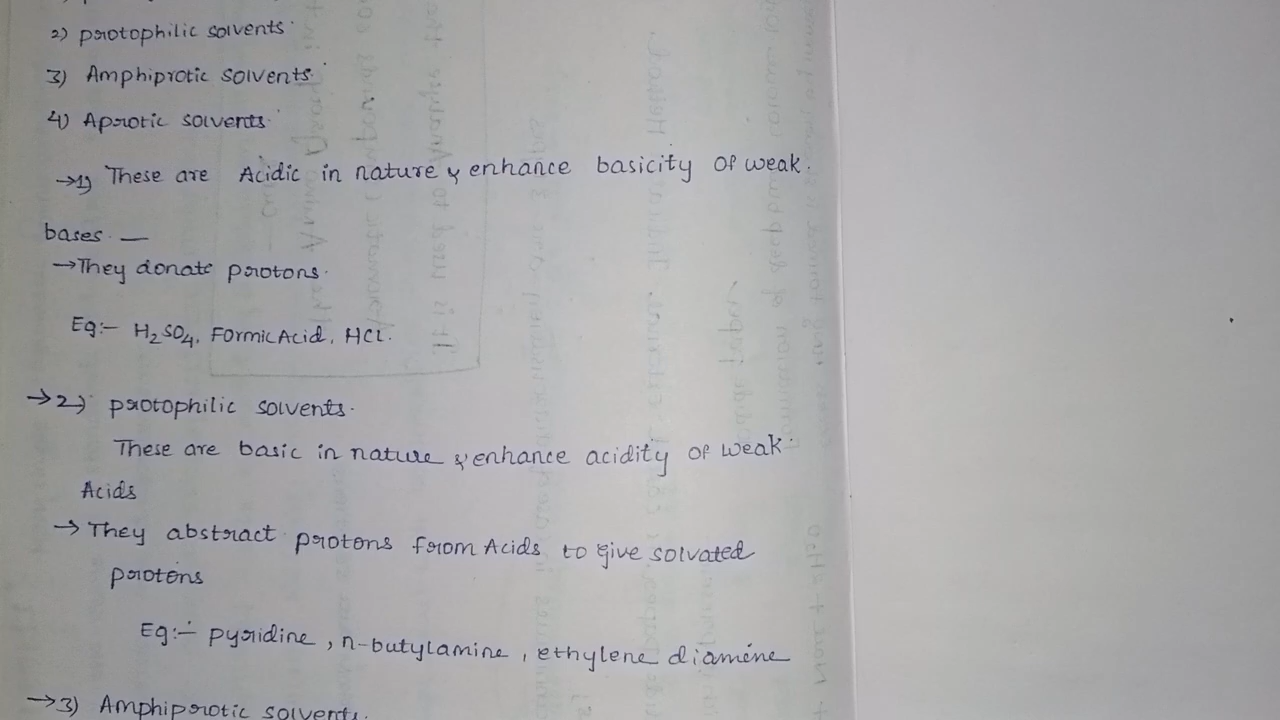 2) protophilic solvents
3) Amphiprotic solvents.
4) Aprotic solvents
→1) These are Acidic in nature & enhance basicity of weak
bases. —
→They donate protons.
Eg:- H₂SO₄, Formic Acid, HCl.
→2) protophilic solvents.
These are basic in nature & enhance acidity of weak
Acids
→ They abstract protons from Acids to give solvated
protons
Eg:- pyridine, n-butylamine, ethylene diamine
→3) Amphiprotic solvents.